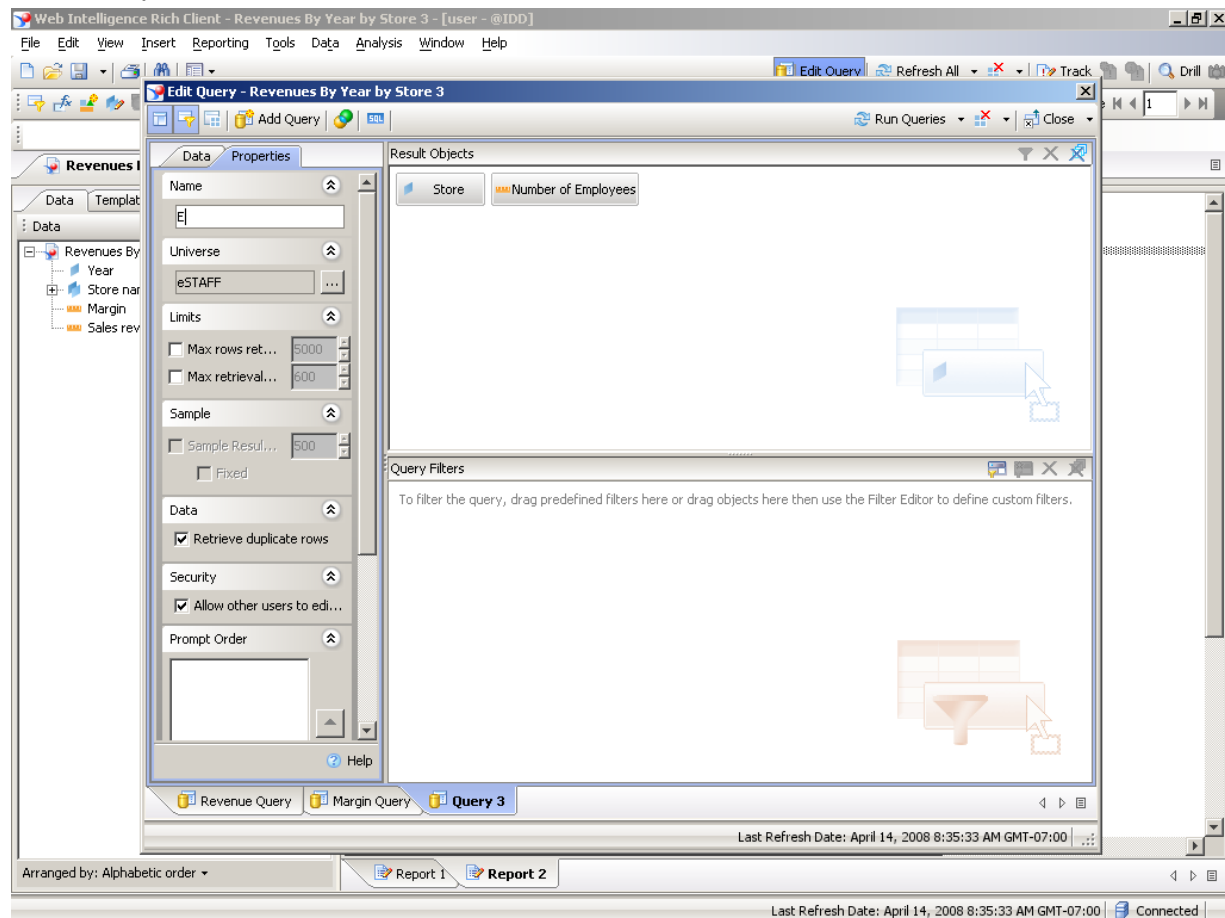 Web Intelligence Rich Client - Revenues By Year by Store 3 - [user - @IDD]
File Edit View Insert Reporting Tools Data Analysis Window Help
Edit Query Refresh All Track Drill
Edit Query - Revenues By Year by Store 3
1
Add Query SQL Run Queries Close
Revenues
Data Properties
Result Objects
Name
Store Number of Employees
Data Templat
E
Data
Revenues By
Universe
Year
eSTAFF ...
Store nar
Margin
Limits
Sales rev
Max rows ret... 5000
Max retrieval... 600
Sample
Sample Resul... 500
Fixed
Query Filters
To filter the query, drag predefined filters here or drag objects here then use the Filter Editor to define custom filters.
Data
Retrieve duplicate rows
Security
Allow other users to edi...
Prompt Order
Help
Revenue Query Margin Query Query 3
Last Refresh Date: April 14, 2008 8:35:33 AM GMT-07:00
Arranged by: Alphabetic order Report 1 Report 2
Last Refresh Date: April 14, 2008 8:35:33 AM GMT-07:00 Connected